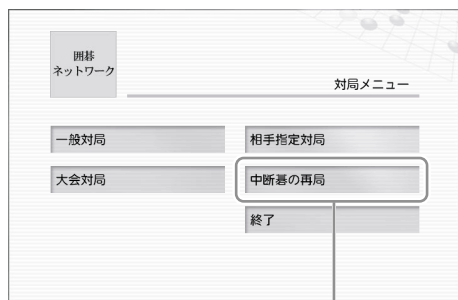 囲碁
ネットワーク
対局メニュー
一般対局
相手指定対局
大会対局
中断碁の再局
終了